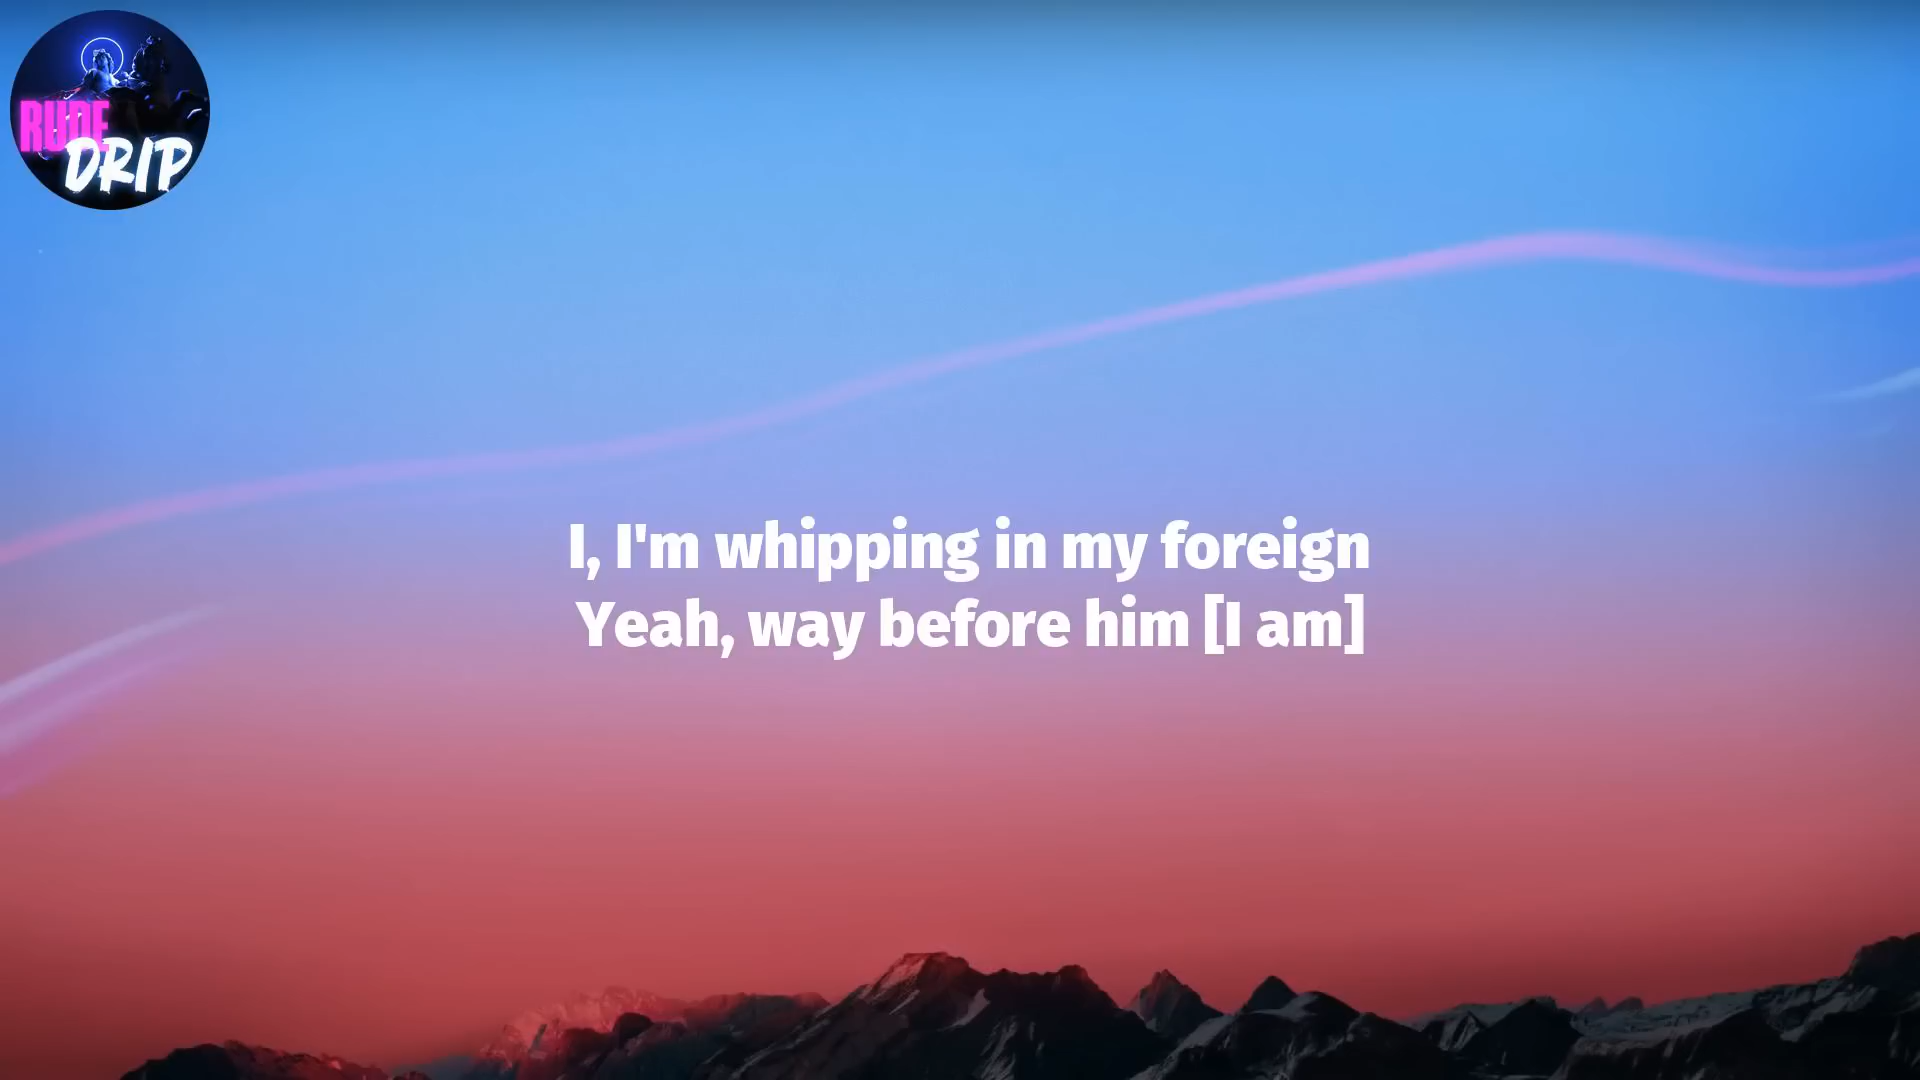 RUDE
DRIP
I, I'm whipping in my foreign
Yeah, way before him [I am]